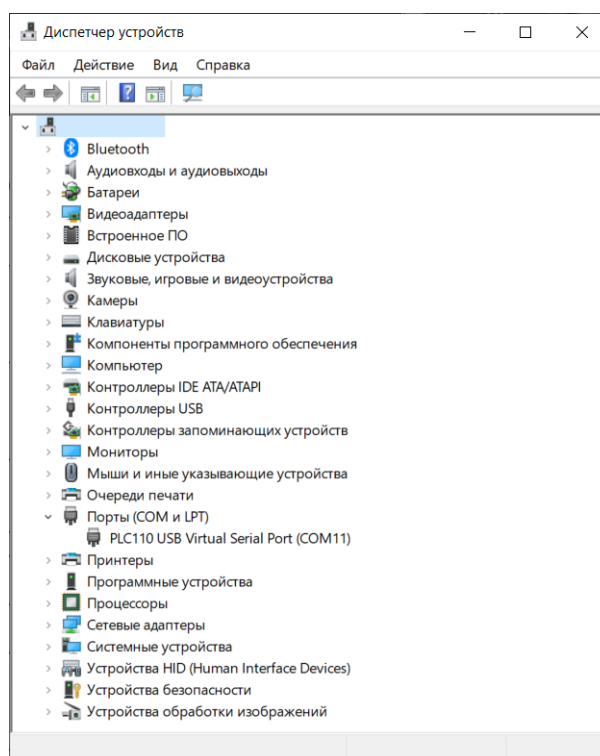 Диспетчер устройств
Файл Действие Вид Справка
Bluetooth
Аудиовходы и аудиовыходы
Батареи
Видеоадаптеры
Встроенное ПО
Дисковые устройства
Звуковые, игровые и видеоустройства
Камеры
Клавиатуры
Компоненты программного обеспечения
Компьютер
Контроллеры IDE ATA/ATAPI
Контроллеры USB
Контроллеры запоминающих устройств
Мониторы
Мыши и иные указывающие устройства
Очереди печати
Порты (COM и LPT)
PLC110 USB Virtual Serial Port (COM11)
Принтеры
Программные устройства
Процессоры
Сетевые адаптеры
Системные устройства
Устройства HID (Human Interface Devices)
Устройства безопасности
Устройства обработки изображений